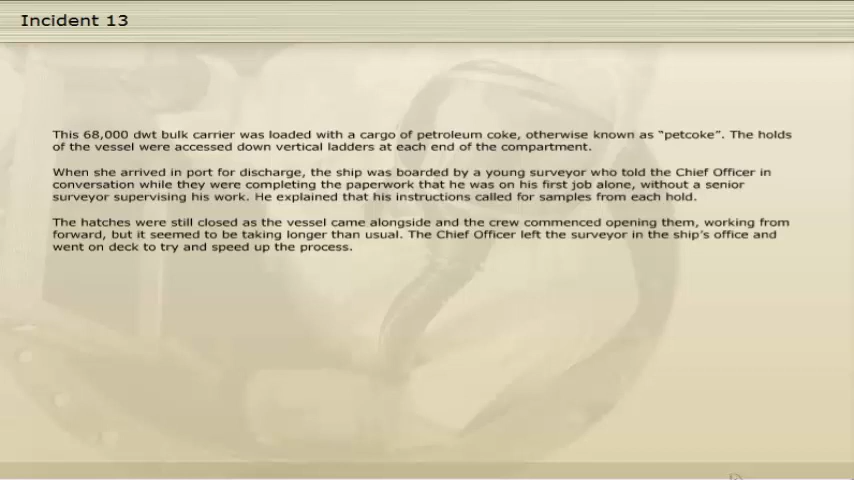 Incident 13
This 68,000 dwt bulk carrier was loaded with a cargo of petroleum coke, otherwise known as “petcoke”. The holds
of the vessel were accessed down vertical ladders at each end of the compartment.
When she arrived in port for discharge, the ship was boarded by a young surveyor who told the Chief Officer in
conversation while they were completing the paperwork that he was on his first job alone, without a senior
surveyor supervising his work. He explained that his instructions called for samples from each hold.
The hatches were still closed as the vessel came alongside and the crew commenced opening them, working from
forward, but it seemed to be taking longer than usual. The Chief Officer left the surveyor in the ship’s office and
went on deck to try and speed up the process.